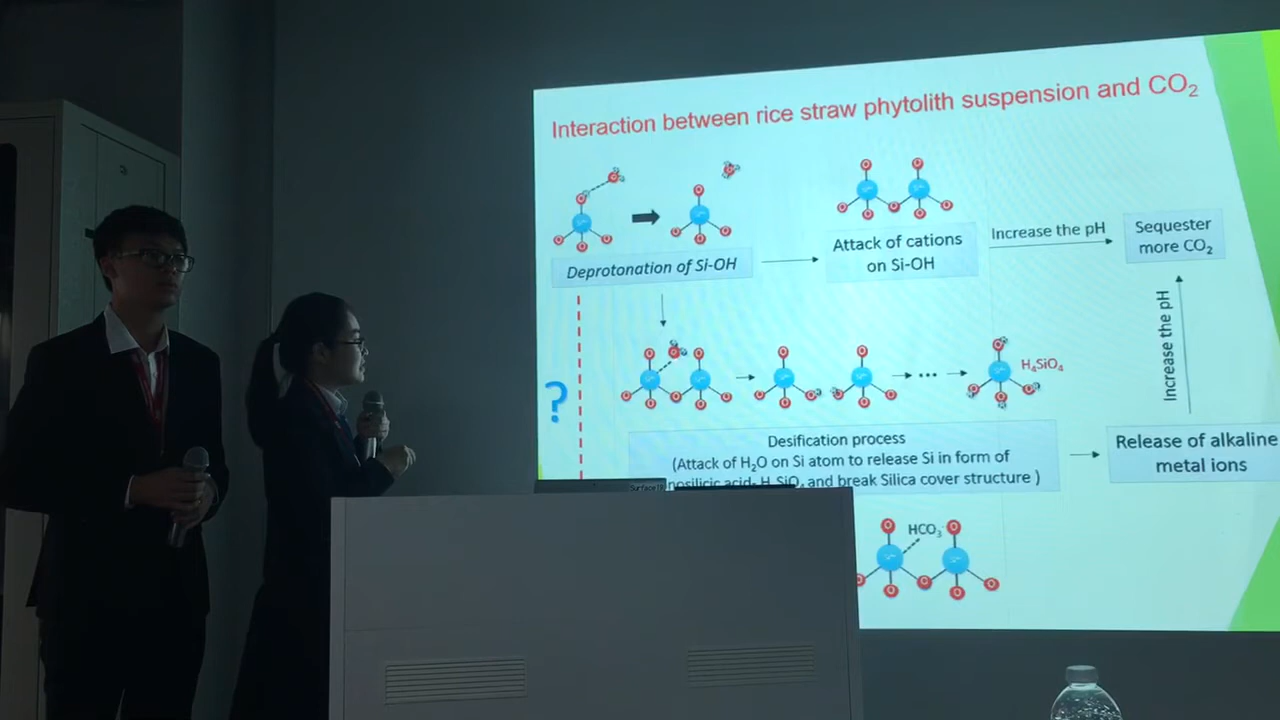 Interaction between rice straw phytolith suspension and CO₂
Deprotonation of Si-OH
Attack of cations
on Si-OH
Increase the pH
Sequester
more CO₂
Increase the pH
?
H₄SiO₄
Desification process
(Attack of H₂O on Si atom to release Si in form of
acid, H₄SiO₄ and break Silica cover structure )
Release of alkaline
metal ions
HCO₃⁻